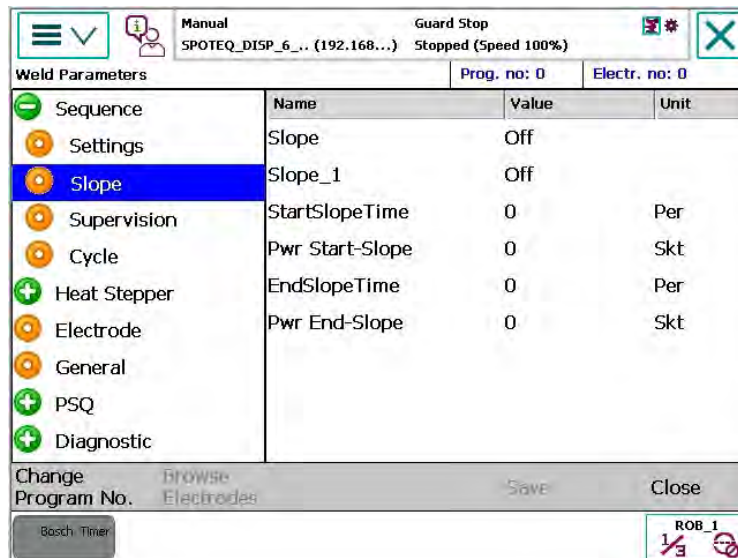 Manual
SPOTEQ_DISP_6_.. (192.168...)
Guard Stop
Stopped (Speed 100%)
Weld Parameters
Prog. no: 0
Electr. no: 0
Sequence
Settings
Slope
Supervision
Cycle
Heat Stepper
Electrode
General
PSQ
Diagnostic
Name Value Unit
Slope Off
Slope_1 Off
StartSlopeTime 0 Per
Pwr Start-Slope 0 Skt
EndSlopeTime 0 Per
Pwr End-Slope 0 Skt
Change
Program No.
Browse
Electrodes
Save
Close
Bosch Timer
ROB_1
1/3